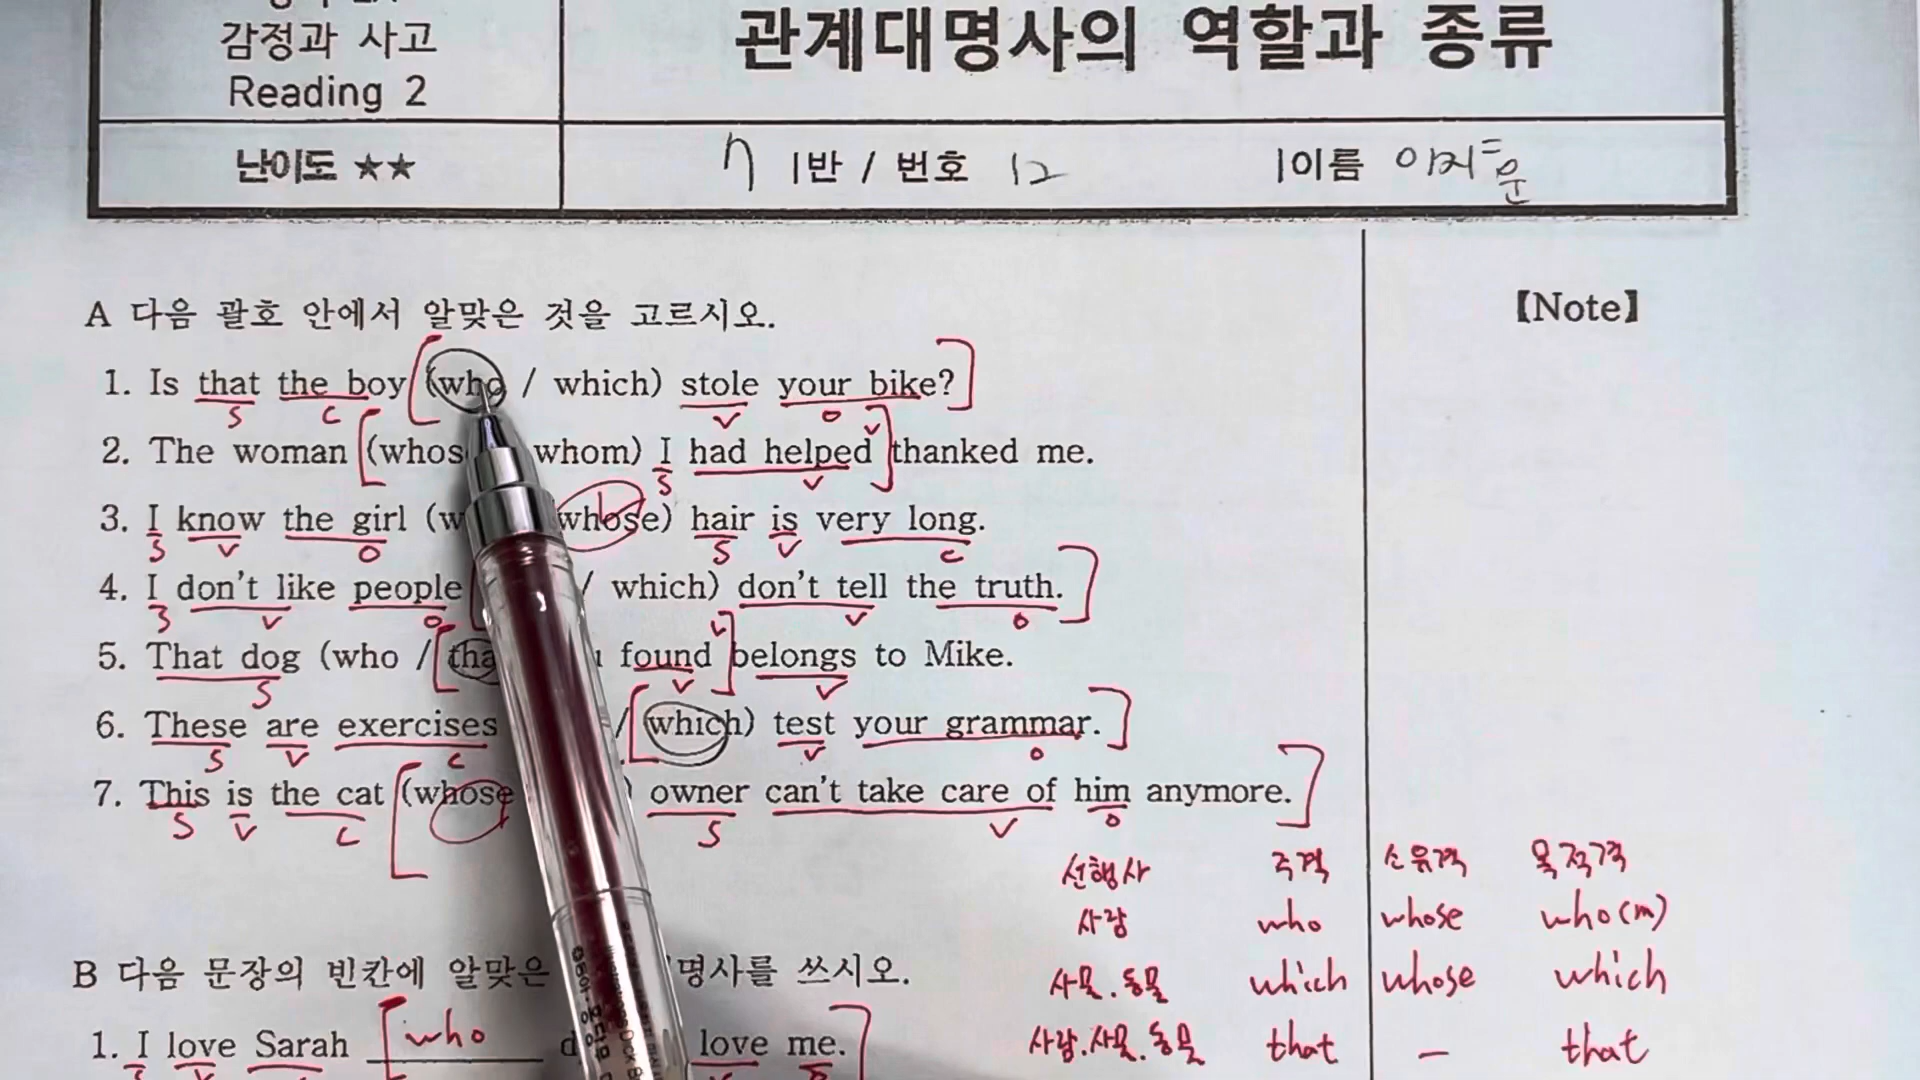 감정과 사고
Reading 2
관계대명사의 역할과 종류
난이도 ★★
7 |반 / 번호 12 |이름
A 다음 괄호 안에서 알맞은 것을 고르시오.
【Note】
1. Is that the boy (who / which) stole your bike?
S C V O
2. The woman (whom) I had helped thanked me.
S V V
3. I know the girl whose) hair is very long.
S V O S V C
4. I don't like people / which) don't tell the truth.
S V O V O
5. That dog (who / found belongs to Mike.
S V V V
6. These are exercises / which) test your grammar.
S V C V O
7. This is the cat (whose ) owner can't take care of him anymore.
S V C S V O
선행사 주격 소유격 목적격
사람 who whose who(m)
사물.동물 which whose which
사람.사물.동물 that — that
B 다음 문장의 빈칸에 알맞은 명사를 쓰시오.
1. I love Sarah who love me.